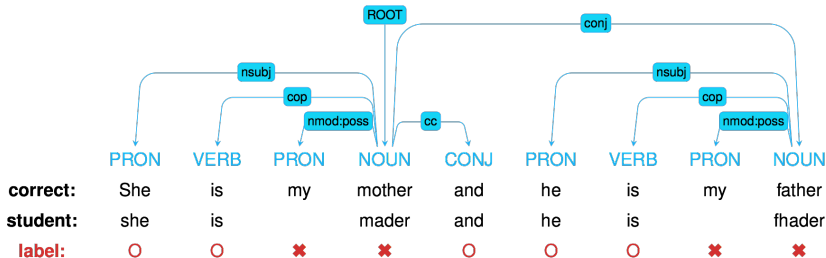 ROOT
conj
nsubj nsubj
cop cop
nmod:poss cc nmod:poss
PRON VERB PRON NOUN CONJ PRON VERB PRON NOUN
correct: She is my mother and he is my father
student: she is mader and he is fhader
label: O O ✖ ✖ O O O ✖ ✖